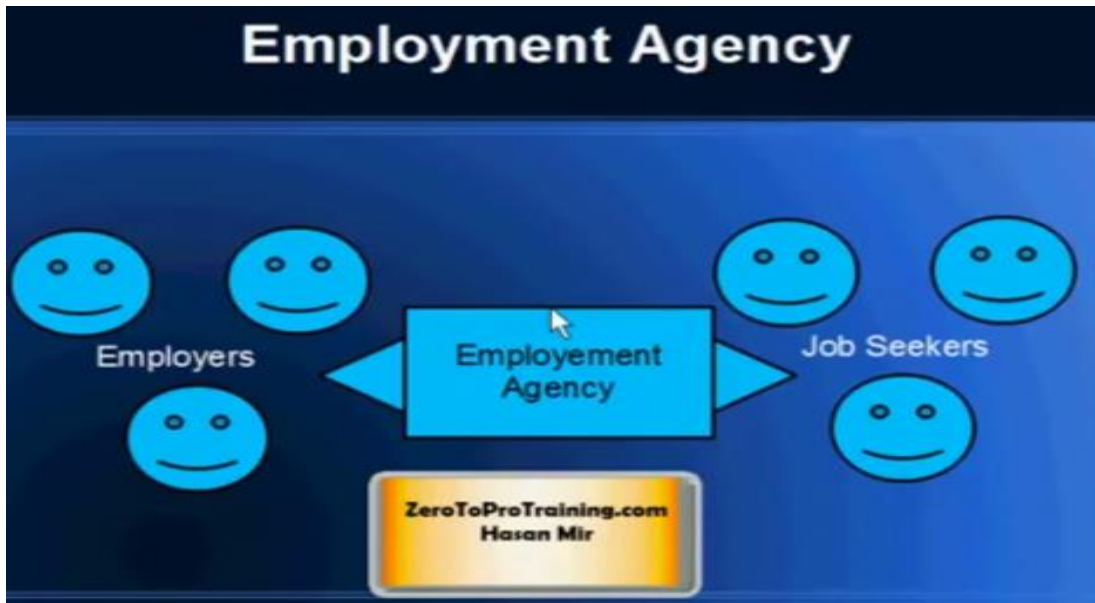 Employment Agency
Employers
Employement
Agency
Job Seekers
ZeroToProTraining.com
Hasan Mir